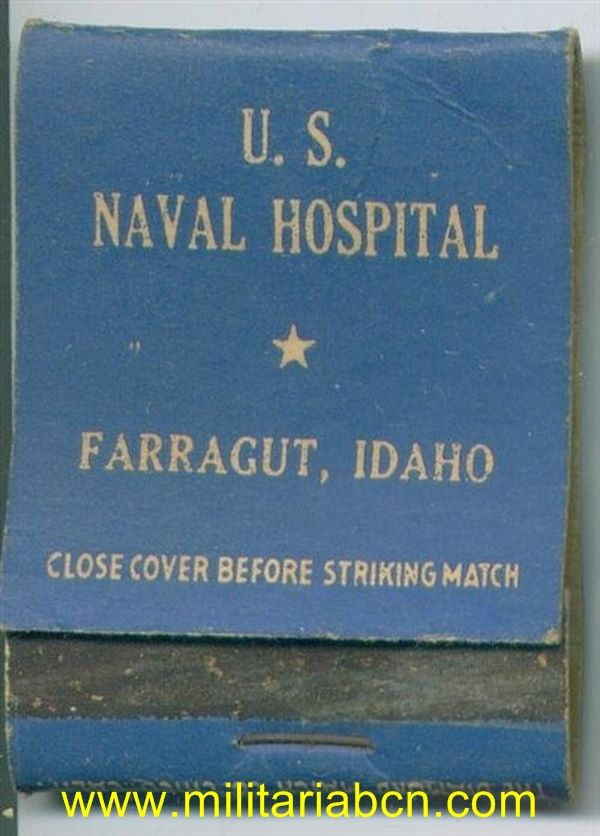 U. S.
NAVAL HOSPITAL
FARRAGUT, IDAHO
CLOSE COVER BEFORE STRIKING MATCH
www.militariabcn.com